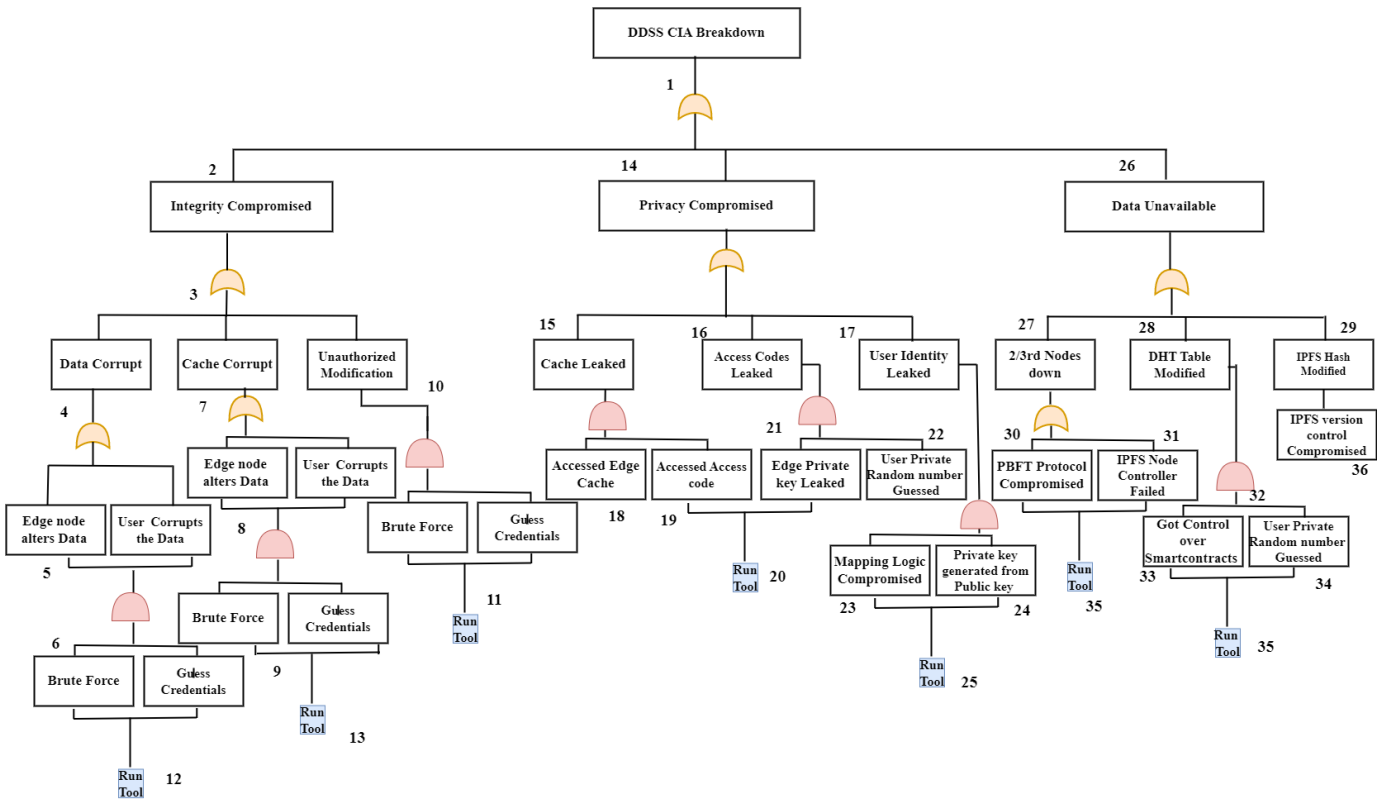 DDSS CIA Breakdown
1
2
14
26
Integrity Compromised
Privacy Compromised
Data Unavailable
3
15
16
17
27
28
29
Data Corrupt
Cache Corrupt
Unauthorized
Modification
Cache Leaked
Access Codes
Leaked
User Identity
Leaked
2/3rd Nodes
down
DHT Table
Modified
IPFS Hash
Modified
10
4
7
21
22
30
31
IPFS version
control
Compromised
36
Edge node
alters Data
User Corrupts
the Data
Accessed Edge
Cache
Accessed Access
code
Edge Private
key Leaked
User Private
Random number
Guessed
PBFT Protocol
Compromised
IPFS Node
Controller
Failed
18
19
32
Edge node
alters Data
User Corrupts
the Data
8
Brute Force
Guess
Credentials
Got Control
over
Smartcontracts
User Private
Random number
Guessed
5
20
Run
Tool
Mapping Logic
Compromised
Private key
generated from
Public key
Run
Tool
35
33
34
11
Run
Tool
23
24
Brute Force
Guess
Credentials
Run
Tool
35
6
9
Brute Force
Guess
Credentials
Run
Tool
25
Run
Tool
13
Run
Tool
12